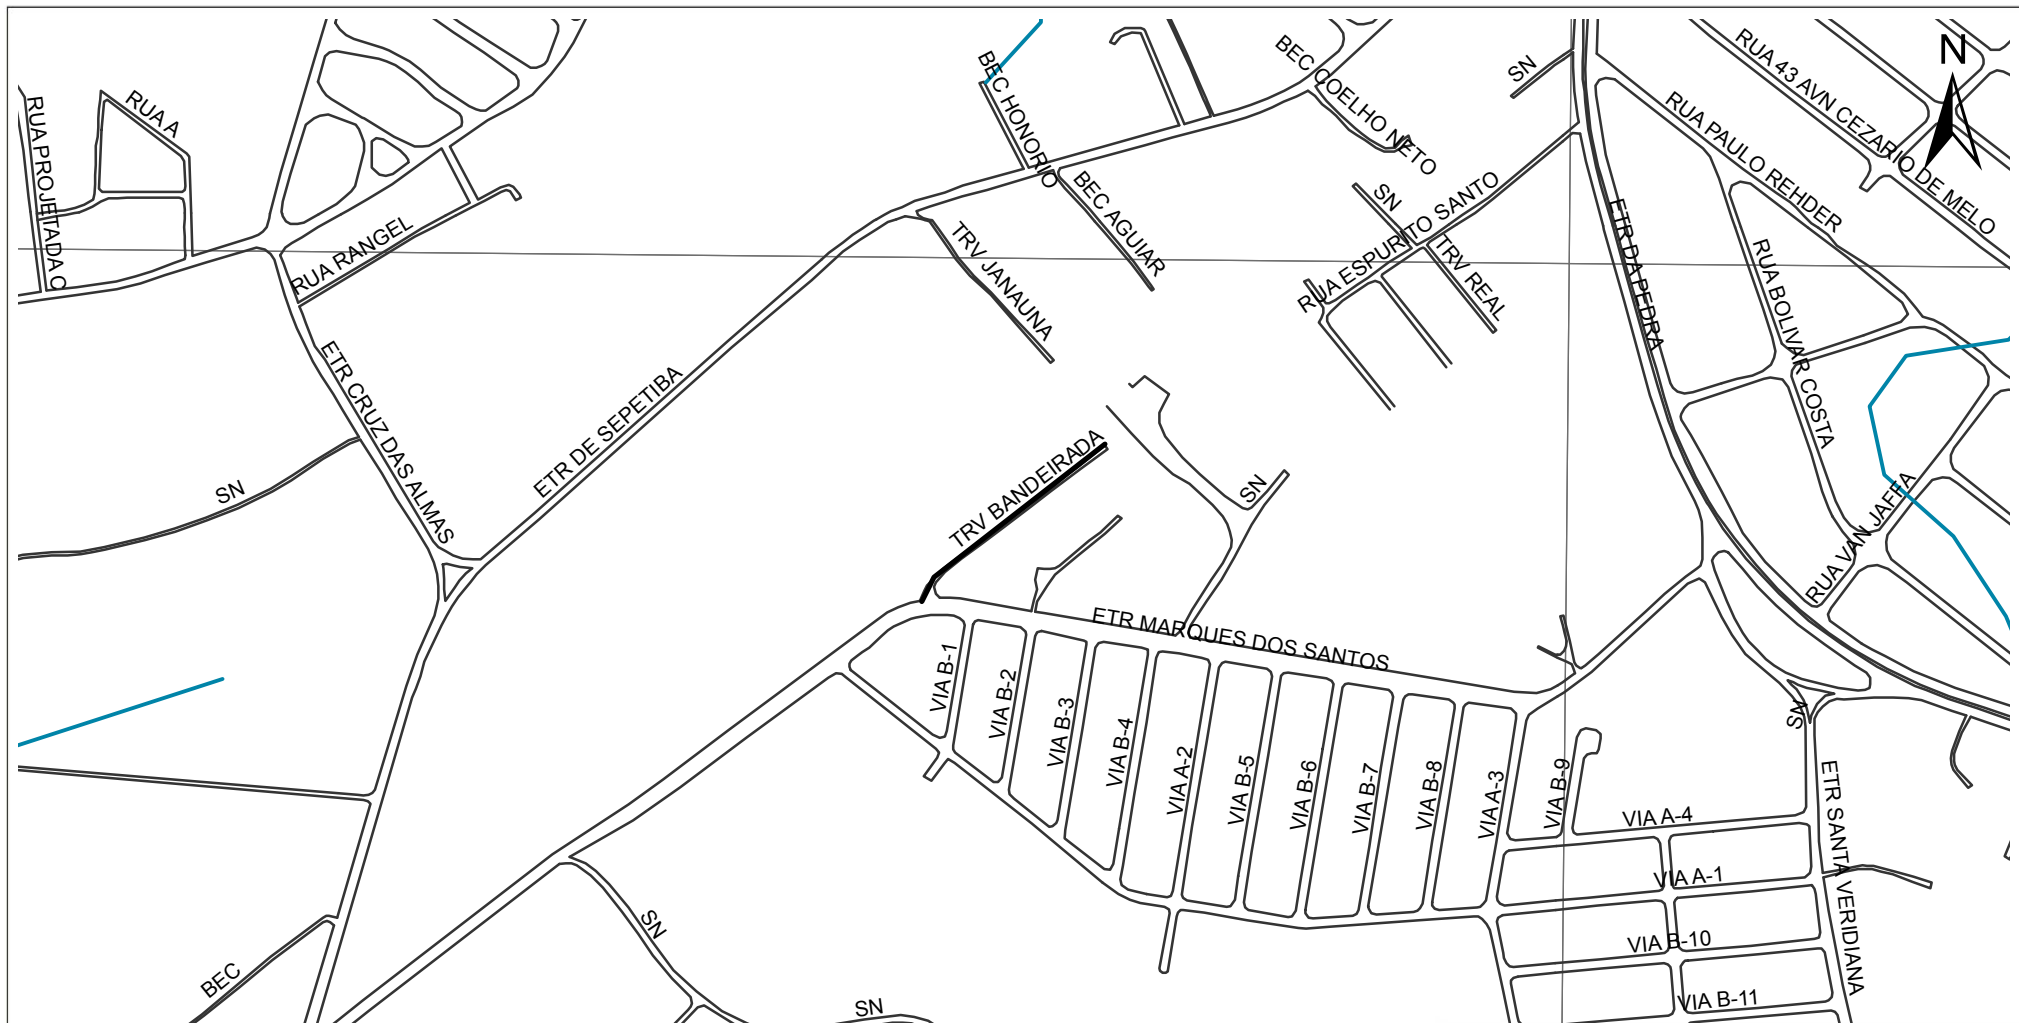 N
RUA 43 AVN CEZARIO DE MELO
BEC COELHO NETO
SN
BEC HONORIO
RUA A
RUA PROJETADA C
RUA PAULO REHDER
BEC AGUIAR
SN
RUA ESPURITO SANTO
TRV REAL
ETR DA PEDRA
RUA BOLIVAR COSTA
RUA RANGEL
TRV JANAUNA
ETR CRUZ DAS ALMAS
ETR DE SEPETIBA
TRV BANDEIRADA
SN
SN
RUA VAN JAFFA
ETR MARQUES DOS SANTOS
VIA B-1
VIA B-2
VIA B-3
VIA B-4
VIA A-2
VIA B-5
VIA B-6
VIA B-7
VIA B-8
VIA A-3
VIA B-9
SN
VIA A-4
ETR SANTA VERIDIANA
VIA A-1
VIA B-10
VIA B-11
SN
BEC
SN